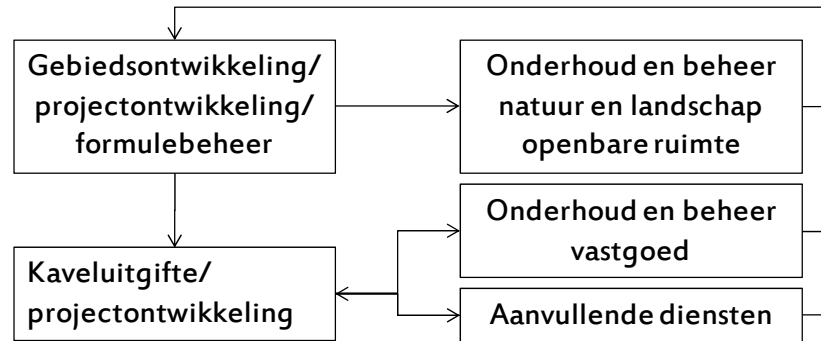 Gebiedsontwikkeling/
projectontwikkeling/
formulebeheer
Onderhoud en beheer
natuur en landschap
openbare ruimte
Onderhoud en beheer
vastgoed
Kaveluitgifte/
projectontwikkeling
Aanvullende diensten